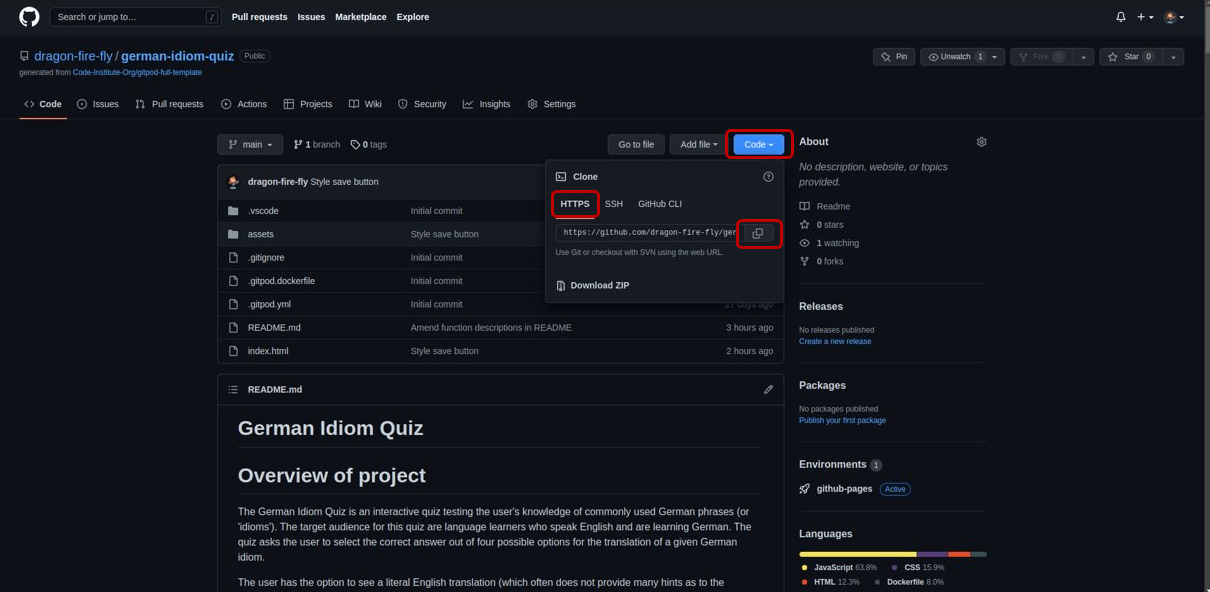 Search or jump to… /
Pull requests Issues Marketplace Explore
dragon-fire-fly / german-idiom-quiz Public
generated from Code-Institute-Org/gitpod-full-template
Pin
Unwatch 1
Fork 0
Star 0
Code Issues Pull requests Actions Projects Wiki Security Insights Settings
main 1 branch 0 tags
Go to file Add file Code
dragon-fire-fly Style save button
.vscode Initial commit
assets Style save button
.gitignore Initial commit
.gitpod.dockerfile Initial commit
.gitpod.yml Initial commit 27 days ago
README.md Amend function descriptions in README 3 hours ago
index.html Style save button 2 hours ago
Clone
HTTPS SSH GitHub CLI
https://github.com/dragon-fire-fly/ger
Use Git or checkout with SVN using the web URL.
Download ZIP
README.md
German Idiom Quiz
Overview of project
The German Idiom Quiz is an interactive quiz testing the user's knowledge of commonly used German phrases (or
'idioms'). The target audience for this quiz are language learners who speak English and are learning German. The
quiz asks the user to select the correct answer out of four possible options for the translation of a given German
idiom.
The user has the option to see a literal English translation (which often does not provide many hints as to the
About
No description, website, or topics
provided.
Readme
0 stars
1 watching
0 forks
Releases
No releases published
Create a new release
Packages
No packages published
Publish your first package
Environments 1
github-pages Active
Languages
JavaScript 63.8% CSS 15.9%
HTML 12.3% Dockerfile 8.0%